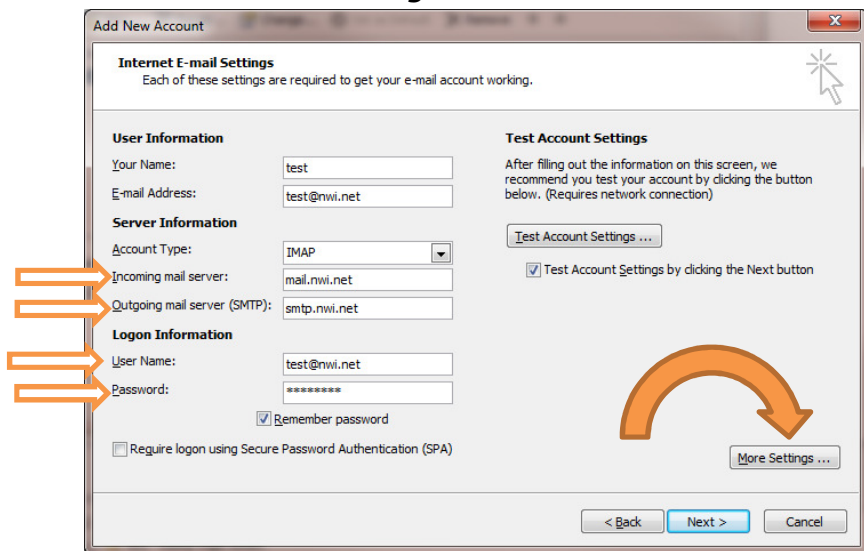 Add New Account
Internet E-mail Settings
Each of these settings are required to get your e-mail account working.
User Information
Your Name:
test
E-mail Address:
test@nwi.net
Server Information
Account Type:
IMAP
Incoming mail server:
mail.nwi.net
Outgoing mail server (SMTP):
smtp.nwi.net
Logon Information
User Name:
test@nwi.net
Password:
********
Remember password
Require logon using Secure Password Authentication (SPA)
Test Account Settings
After filling out the information on this screen, we
recommend you test your account by clicking the button
below. (Requires network connection)
Test Account Settings ...
Test Account Settings by clicking the Next button
More Settings ...
< Back
Next >
Cancel